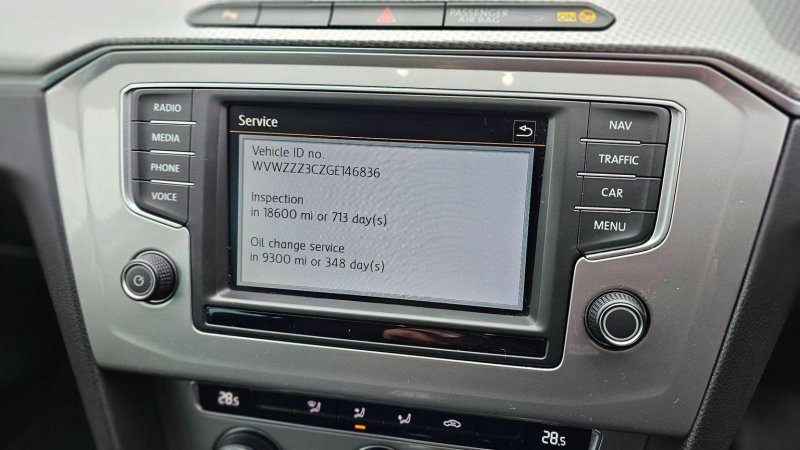 PASSENGER
AIR BAG
ON
RADIO
MEDIA
PHONE
VOICE
Service
Vehicle ID no.
WVWZZZ3CZGE146836
Inspection
in 18600 mi or 713 day(s)
Oil change service
in 9300 mi or 348 day(s)
NAV
TRAFFIC
CAR
MENU
28.5
28.5